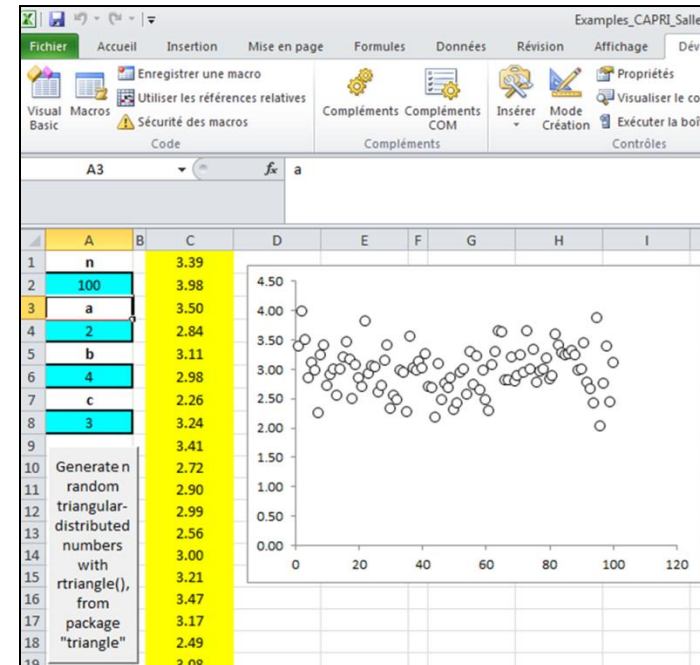 Examples_CAPRI_Salle
Fichier Accueil Insertion Mise en page Formules Données Révision Affichage Dév
Visual Basic
Macros
Enregistrer une macro
Utiliser les références relatives
Sécurité des macros
Code
Compléments
Compléments COM
Compléments
Insérer
Mode Création
Propriétés
Visualiser le co
Exécuter la boî
Contrôles
A3 fx a
A B C D E F G H I
1 n 3.39
2 100 3.98
3 a 3.50
4 2 2.84
5 b 3.11
6 4 2.98
7 c 2.26
8 3 3.24
9 3.41
10 2.72
11 2.90
12 2.99
13 2.56
14 3.00
15 3.21
16 3.47
17 3.17
18 2.49
19 3.08
Generate n
random
triangular-
distributed
numbers
with
rtriangle(),
from
package
"triangle"
4.50
4.00
3.50
3.00
2.50
2.00
1.50
1.00
0.50
0.00
0 20 40 60 80 100 120